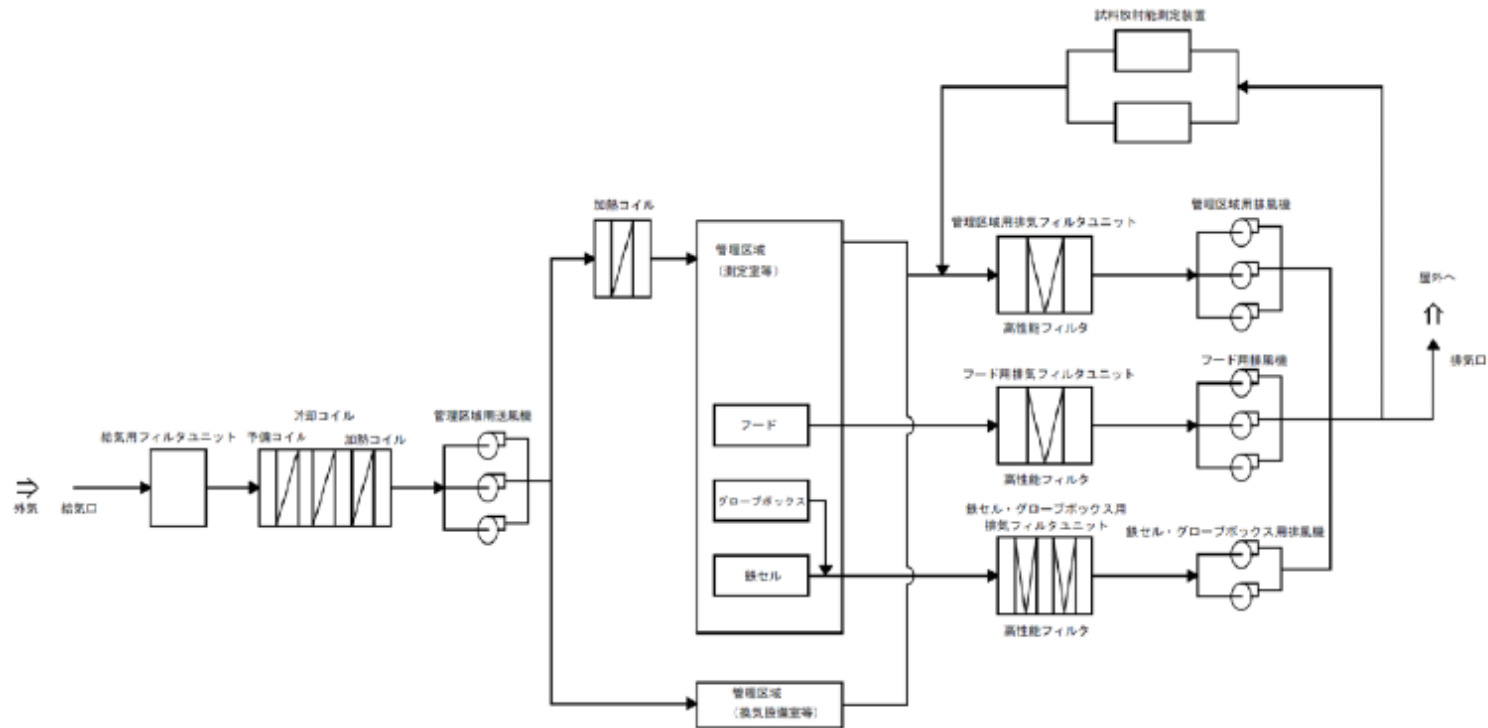 試料放射能測定装置
加熱コイル
管理区域
(測定室等)
管理区域用排気フィルタユニット
高性能フィルタ
管理区域用排風機
屋外へ
排気口
フード用排気フィルタユニット
高性能フィルタ
フード用排風機
冷却コイル
給気用フィルタユニット
予備コイル
加熱コイル
管理区域用送風機
フード
グローブボックス
鉄セル
外気
給気口
鉄セル・グローブボックス用
排気フィルタユニット
高性能フィルタ
鉄セル・グローブボックス用排風機
管理区域
(換気設備室等)